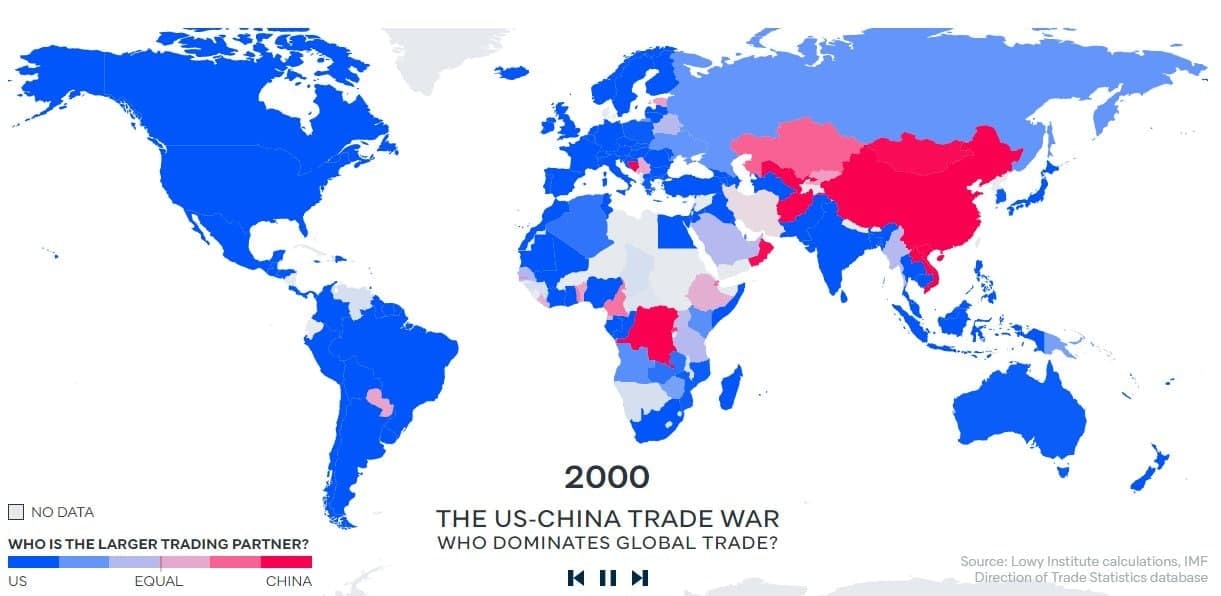 2000
THE US-CHINA TRADE WAR
WHO DOMINATES GLOBAL TRADE?
NO DATA
WHO IS THE LARGER TRADING PARTNER?
US EQUAL CHINA
Source: Lowy Institute calculations, IMF
Direction of Trade Statistics database